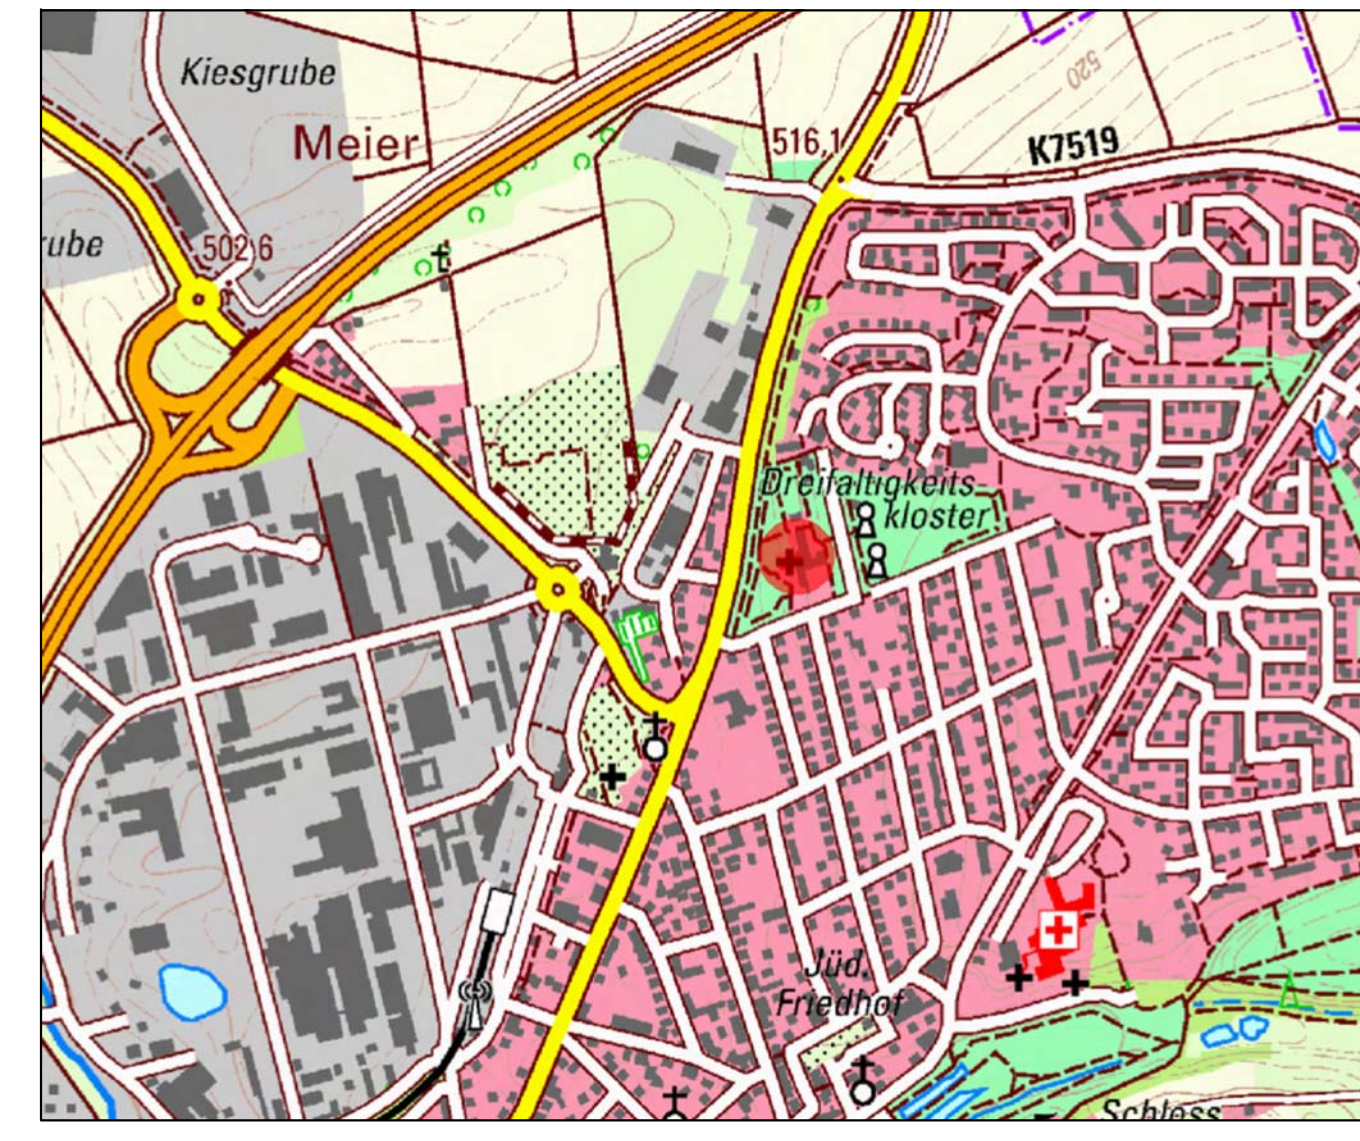 Kiesgrube
Meier
516,1
520
K7519
rube
502,6
Dreifaltigkeits-
kloster
Jüd.
Friedhof
Schloss